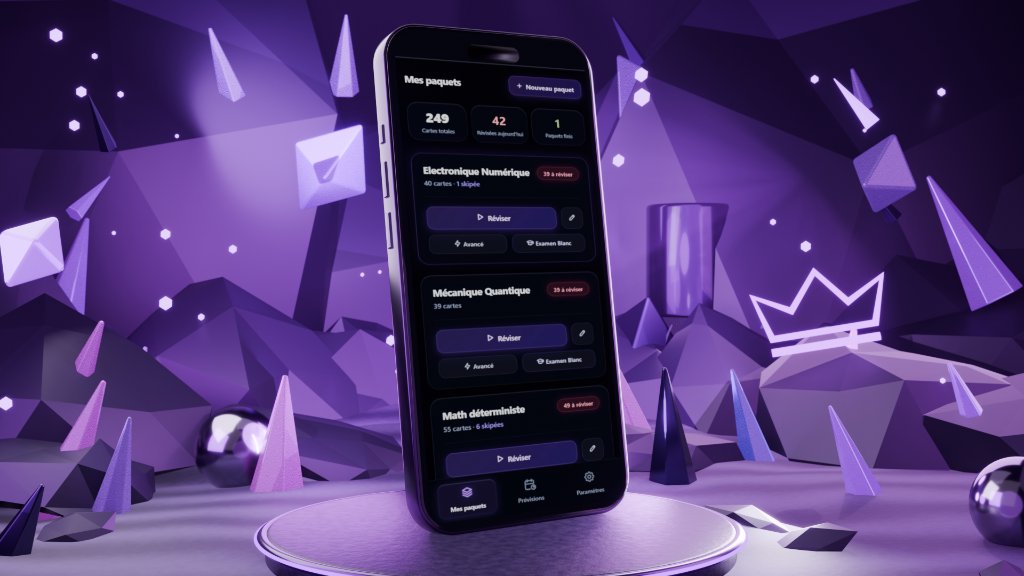 Mes paquets
+ Nouveau paquet
249
Cartes totales
42
Révisées aujourd'hui
1
Paquets finis
Electronique Numérique
39 à réviser
40 cartes · 1 skipée
Réviser
Avancé
Examen Blanc
Mécanique Quantique
39 à réviser
39 cartes
Réviser
Avancé
Examen Blanc
Math déterministe
49 à réviser
55 cartes · 6 skipées
Réviser
Mes paquets
Prévisions
Paramètres